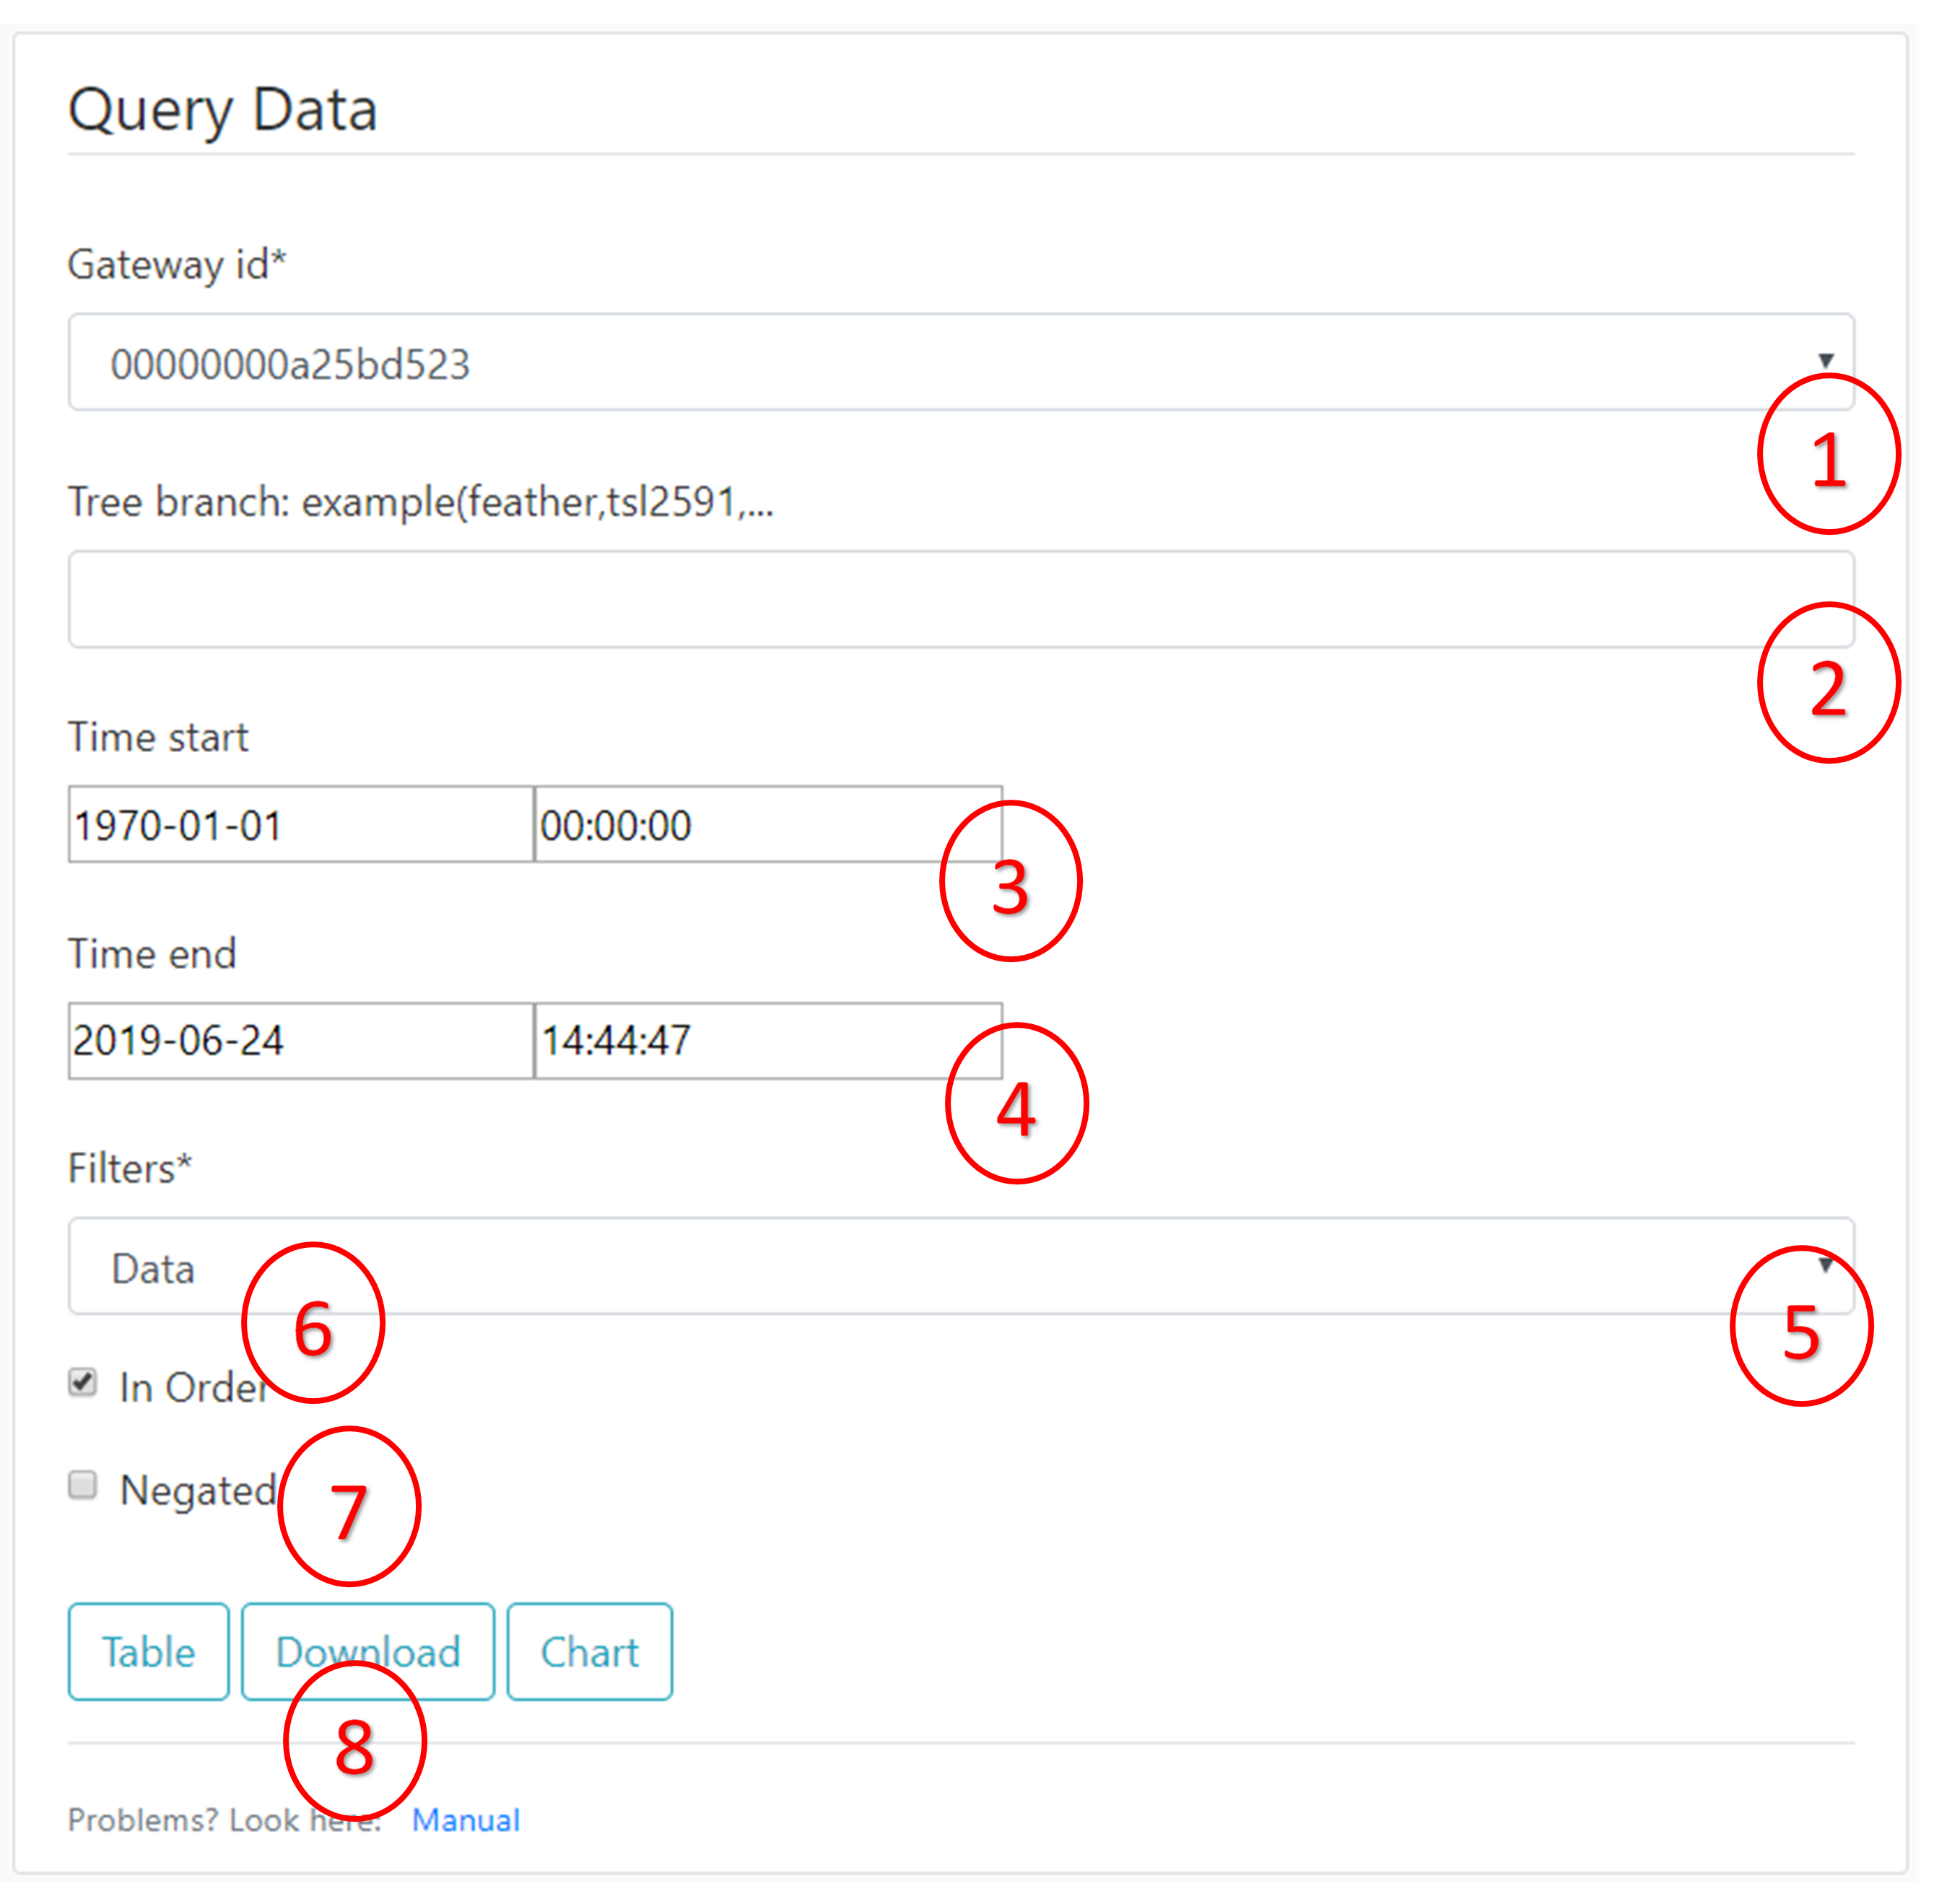 Query Data
Gateway id*
00000000a25bd523
▼
1
Tree branch: example(feather,tsl2591,...
2
Time start
1970-01-01 00:00:00
3
Time end
2019-06-24 14:44:47
4
Filters*
Data
▼
6
5
In Order
Negated
7
Table Download Chart
8
Problems? Look here: Manual